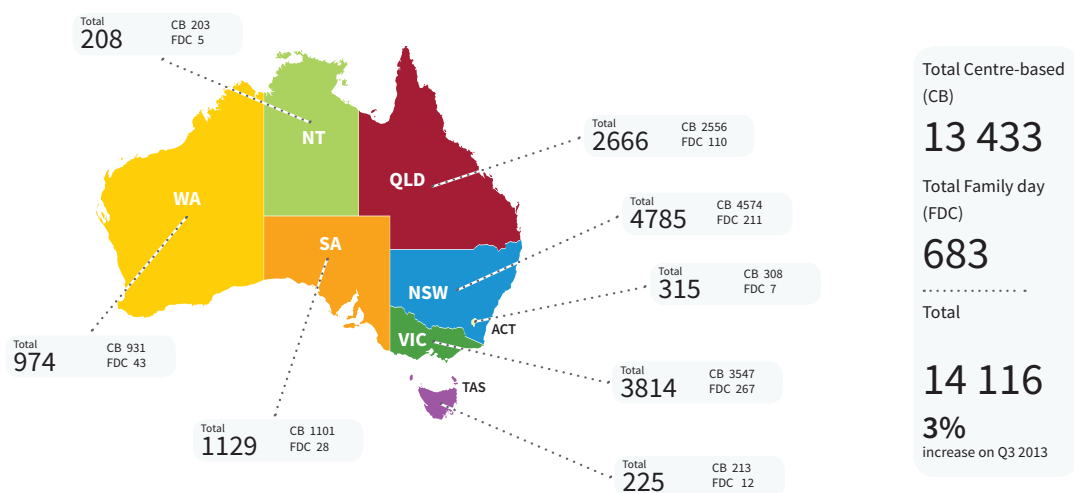 Total
208
CB 203
FDC 5
NT
QLD
WA
SA
NSW
ACT
VIC
TAS
Total
2666
CB 2556
FDC 110
Total
4785
CB 4574
FDC 211
Total
315
CB 308
FDC 7
Total
974
CB 931
FDC 43
Total
3814
CB 3547
FDC 267
Total
1129
CB 1101
FDC 28
Total
225
CB 213
FDC 12
Total Centre-based
(CB)
13 433
Total Family day
(FDC)
683
Total
14 116
3%
increase on Q3 2013